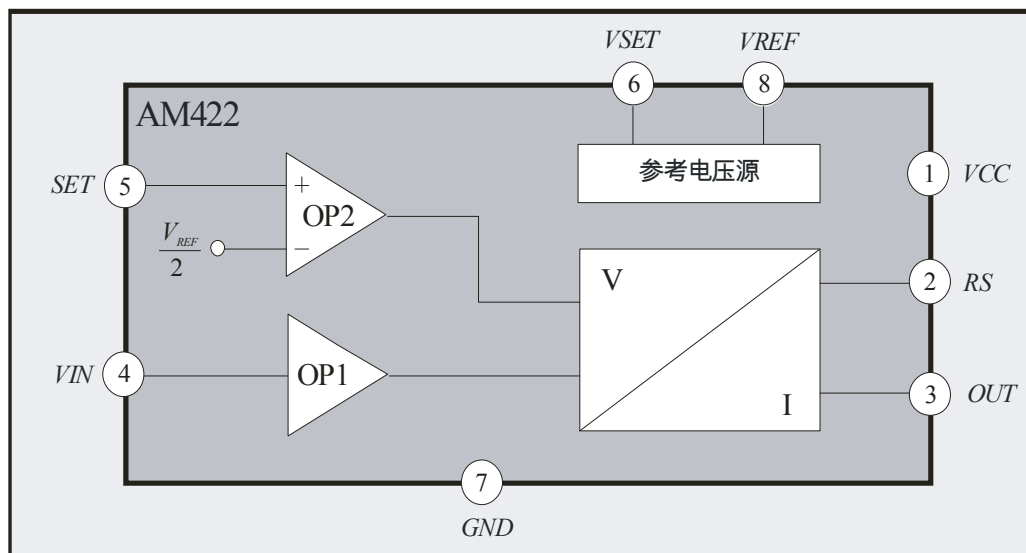 VSET VREF
6 8
AM422
参考电压源
1 VCC
SET 5
+
OP2
V_REF/2
−
V
2 RS
VIN 4
OP1
I
3 OUT
7
GND